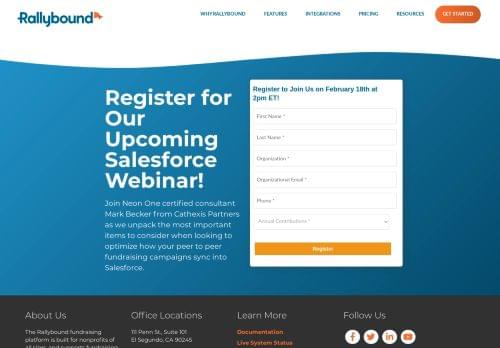 Rallybound
WHY RALLYBOUND
FEATURES
INTEGRATIONS
PRICING
RESOURCES
GET STARTED
Register for
Our
Upcoming
Salesforce
Webinar!
Join Neon One certified consultant
Mark Becker from Cathexis Partners
as we unpack the most important
items to consider when looking to
optimize how your peer to peer
fundraising campaigns sync into
Salesforce.
Register to Join Us on February 18th at
2pm ET!
First Name *
Last Name *
Organization *
Organizational Email *
Phone *
Annual Contributions *
Register
About Us
The Rallybound fundraising
platform is built for nonprofits of
all sizes, and supports fundraising
Office Locations
111 Penn St., Suite 101
El Segundo, CA 90245
Learn More
Documentation
Live System Status
Follow Us